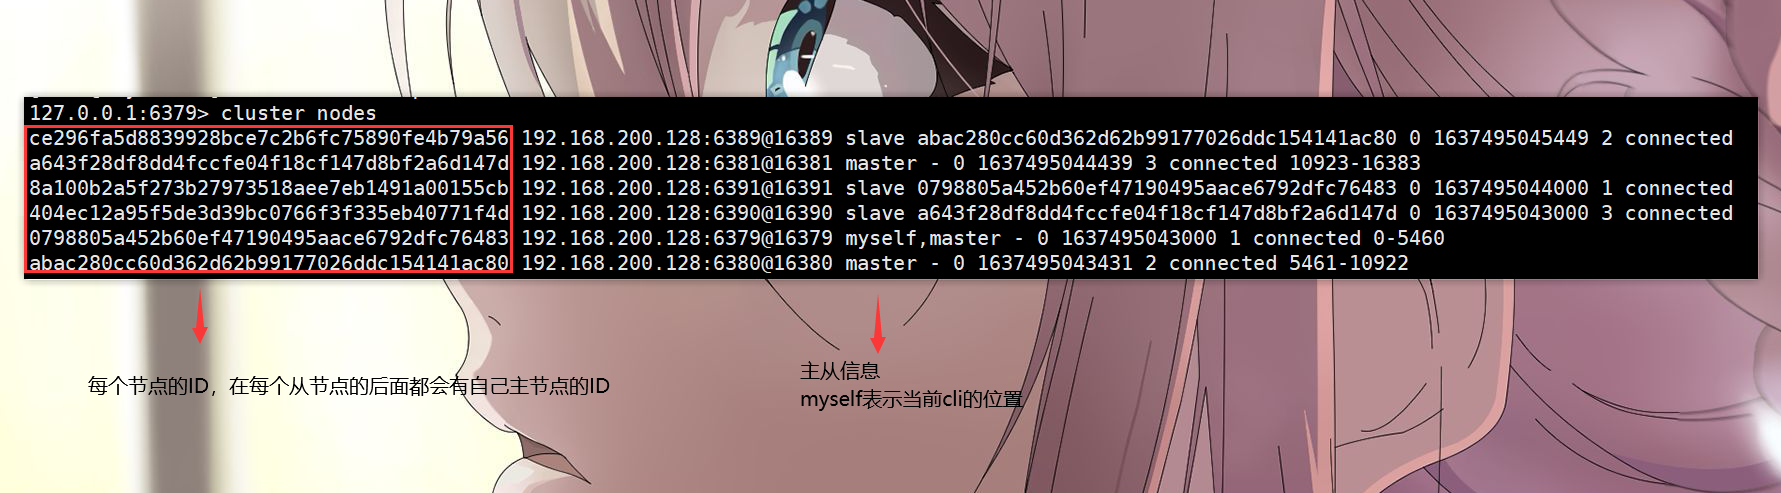 127.0.0.1:6379> cluster nodes
ce296fa5d8839928bce7c2b6fc75890fe4b79a56 192.168.200.128:6389@16389 slave abac280cc60d362d62b99177026ddc154141ac80 0 1637495045449 2 connected
a643f28df8dd4fccfe04f18cf147d8bf2a6d147d 192.168.200.128:6381@16381 master - 0 1637495044439 3 connected 10923-16383
8a100b2a5f273b27973518aee7eb1491a00155cb 192.168.200.128:6391@16391 slave 0798805a452b60ef47190495aace6792dfc76483 0 1637495044000 1 connected
404ec12a95f5de3d39bc0766f3f335eb40771f4d 192.168.200.128:6390@16390 slave a643f28df8dd4fccfe04f18cf147d8bf2a6d147d 0 1637495043000 3 connected
0798805a452b60ef47190495aace6792dfc76483 192.168.200.128:6379@16379 myself,master - 0 1637495043000 1 connected 0-5460
abac280cc60d362d62b99177026ddc154141ac80 192.168.200.128:6380@16380 master - 0 1637495043431 2 connected 5461-10922
每个节点的ID，在每个从节点的后面都会有自己主节点的ID
主从信息
myself表示当前cli的位置